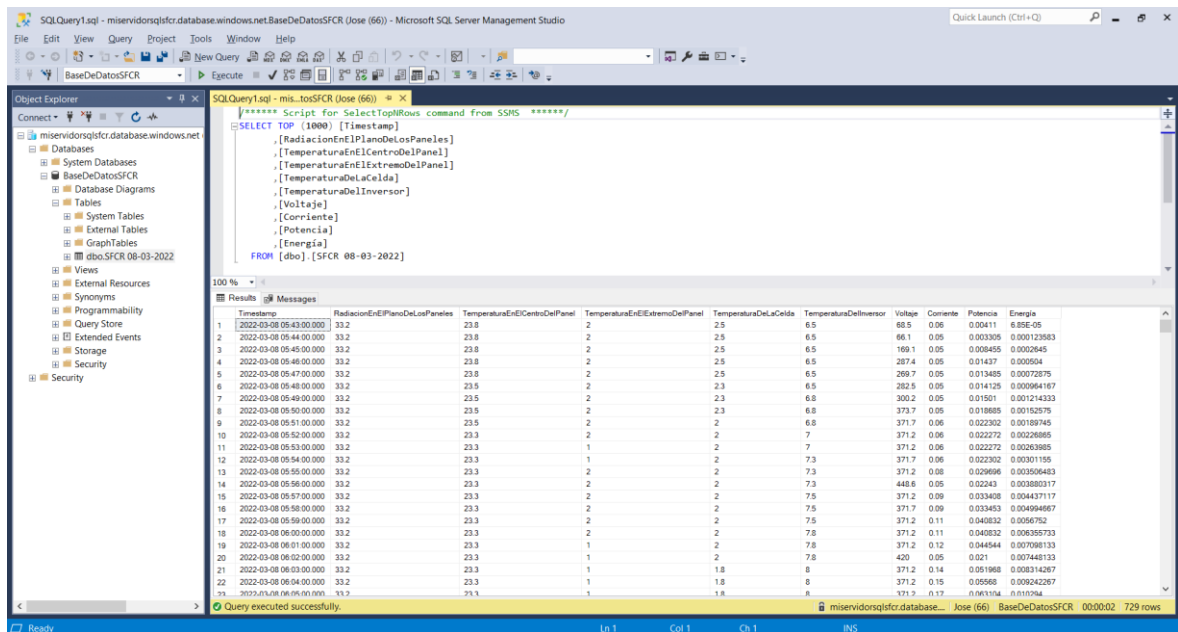 SQLQuery1.sql - miservidorsqlsfcr.database.windows.net.BaseDeDatosSFCR (Jose (66)) - Microsoft SQL Server Management Studio
Quick Launch (Ctrl+Q)
File Edit View Query Project Tools Window Help
New Query
BaseDeDatosSFCR
Execute
Object Explorer
SQLQuery1.sql - mis...tosSFCR (Jose (66))
Connect
miservidorsqlsfcr.database.windows.net (
Databases
System Databases
BaseDeDatosSFCR
Database Diagrams
Tables
System Tables
External Tables
GraphTables
dbo.SFCR 08-03-2022
Views
External Resources
Synonyms
Programmability
Query Store
Extended Events
Storage
Security
Security
/****** Script for SelectTopNRows command from SSMS ******/
SELECT TOP (1000) [Timestamp]
,[RadiacionEnElPlanoDeLosPaneles]
,[TemperaturaEnElCentroDelPanel]
,[TemperaturaEnElExtremoDelPanel]
,[TemperaturaDeLaCelda]
,[TemperaturaDelInversor]
,[Voltaje]
,[Corriente]
,[Potencia]
,[Energía]
FROM [dbo].[SFCR 08-03-2022]
100 %
Results Messages
Timestamp RadiacionEnElPlanoDeLosPaneles TemperaturaEnElCentroDelPanel TemperaturaEnElExtremoDelPanel TemperaturaDeLaCelda TemperaturaDelInversor Voltaje Corriente Potencia Energía
1 2022-03-08 05:43:00.000 33.2 23.8 2 2.5 6.5 68.5 0.06 0.00411 6.85E-05
2 2022-03-08 05:44:00.000 33.2 23.8 2 2.5 6.5 66.1 0.05 0.003305 0.000123583
3 2022-03-08 05:45:00.000 33.2 23.8 2 2.5 6.5 169.1 0.05 0.008455 0.0002645
4 2022-03-08 05:46:00.000 33.2 23.8 2 2.5 6.5 287.4 0.05 0.01437 0.000504
5 2022-03-08 05:47:00.000 33.2 23.8 2 2.5 6.5 269.7 0.05 0.013485 0.00072875
6 2022-03-08 05:48:00.000 33.2 23.5 2 2.3 6.5 282.5 0.05 0.014125 0.000964167
7 2022-03-08 05:49:00.000 33.2 23.5 2 2.3 6.8 300.2 0.05 0.01501 0.001214333
8 2022-03-08 05:50:00.000 33.2 23.5 2 2.3 6.8 373.7 0.05 0.018685 0.00152575
9 2022-03-08 05:51:00.000 33.2 23.5 2 2 6.8 371.7 0.06 0.022302 0.00189745
10 2022-03-08 05:52:00.000 33.2 23.3 2 2 7 371.2 0.06 0.022272 0.00226865
11 2022-03-08 05:53:00.000 33.2 23.3 1 2 7 371.2 0.06 0.022272 0.00263985
12 2022-03-08 05:54:00.000 33.2 23.3 1 2 7.3 371.7 0.06 0.022302 0.00301155
13 2022-03-08 05:55:00.000 33.2 23.3 2 2 7.3 371.2 0.08 0.029696 0.003506483
14 2022-03-08 05:56:00.000 33.2 23.3 2 2 7.3 448.6 0.05 0.02243 0.003880317
15 2022-03-08 05:57:00.000 33.2 23.3 2 2 7.5 371.2 0.09 0.033408 0.004437117
16 2022-03-08 05:58:00.000 33.2 23.3 2 2 7.5 371.7 0.09 0.033453 0.004994667
17 2022-03-08 05:59:00.000 33.2 23.3 2 2 7.5 371.2 0.11 0.040832 0.0056752
18 2022-03-08 06:00:00.000 33.2 23.3 2 2 7.8 371.2 0.11 0.040832 0.006355733
19 2022-03-08 06:01:00.000 33.2 23.3 1 2 7.8 371.2 0.12 0.044544 0.007098133
20 2022-03-08 06:02:00.000 33.2 23.3 1 2 7.8 420 0.05 0.021 0.007448133
21 2022-03-08 06:03:00.000 33.2 23.3 1 1.8 8 371.2 0.14 0.051968 0.008314267
22 2022-03-08 06:04:00.000 33.2 23.3 1 1.8 8 371.2 0.15 0.05568 0.009242267
23 2022-03-08 06:05:00.000 33.2 23.3 1 1.8 8 371.2 0.17 0.063104 0.010294
Query executed successfully.
miservidorsqlsfcr.database.... Jose (66) BaseDeDatosSFCR 00:00:02 729 rows
Ready Ln 1 Col 1 Ch 1 INS